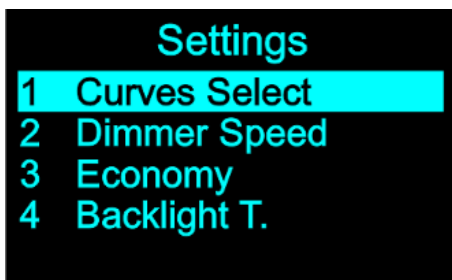 Settings
1 Curves Select
2 Dimmer Speed
3 Economy
4 Backlight T.